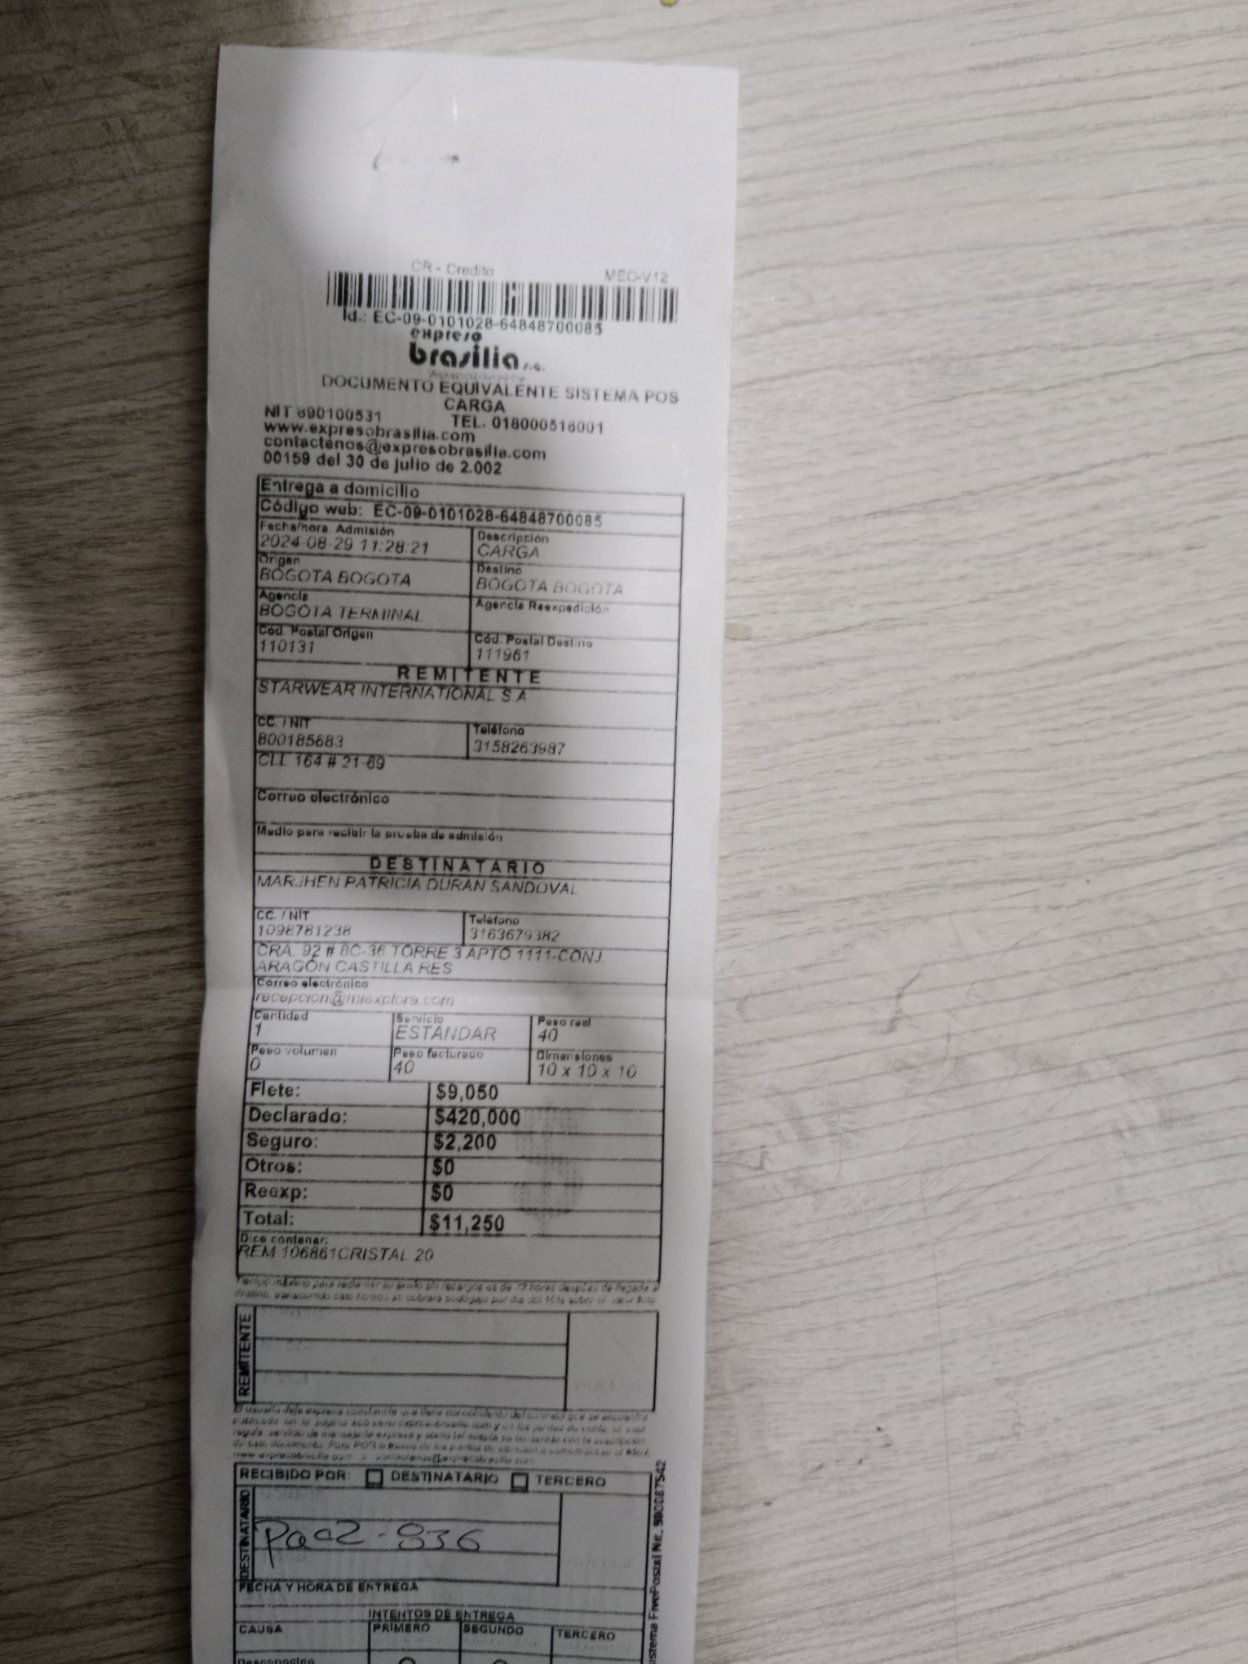 CR - Credito MEC-V12
Id.: EC-09-0101028-64848700085
expreso
brasilia s.a.
DOCUMENTO EQUIVALENTE SISTEMA POS
CARGA
NIT 890100531 TEL. 018000518001
www.expresobrasilia.com
contactenos@expresobrasilia.com
00159 del 30 de julio de 2.002
Entrega a domicilio
Código web: EC-09-0101028-64848700085
Fecha/hora Admisión Descripción
2024-08-29 11:28:21 CARGA
Origen Destino
BOGOTA BOGOTA BOGOTA BOGOTA
Agencia Agencia Reexpedición
BOGOTA TERMINAL
Cód. Postal Origen Cód. Postal Destino
110131 111961
REMITENTE
STARWEAR INTERNATIONAL S.A
CC. / NIT Teléfono
800185683 3158263987
CLL 164 # 21-69
Correo electrónico
Medio para recibir la prueba de admisión
DESTINATARIO
MARJHEN PATRICIA DURAN SANDOVAL
CC. / NIT Teléfono
1098781238 3163679382
CRA. 92 # 8C-36 TORRE 3 APTO 1111-CONJ.
ARAGÓN CASTILLA RES
Correo electrónico
recepcion@miexplora.com
Cantidad Servicio Peso real
1 ESTÁNDAR 40
Peso volumen Peso facturado Dimensiones
0 40 10 x 10 x 10
Flete: $9,050
Declarado: $420,000
Seguro: $2,200
Otros: $0
Reexp: $0
Total: $11,250
Dice contener:
REM 106861CRISTAL 20
REMITENTE
RECIBIDO POR: DESTINATARIO TERCERO
DESTINATARIO
Paez - 936
FECHA Y HORA DE ENTREGA
INTENTOS DE ENTREGA
CAUSA PRIMERO SEGUNDO TERCERO
Desconocido